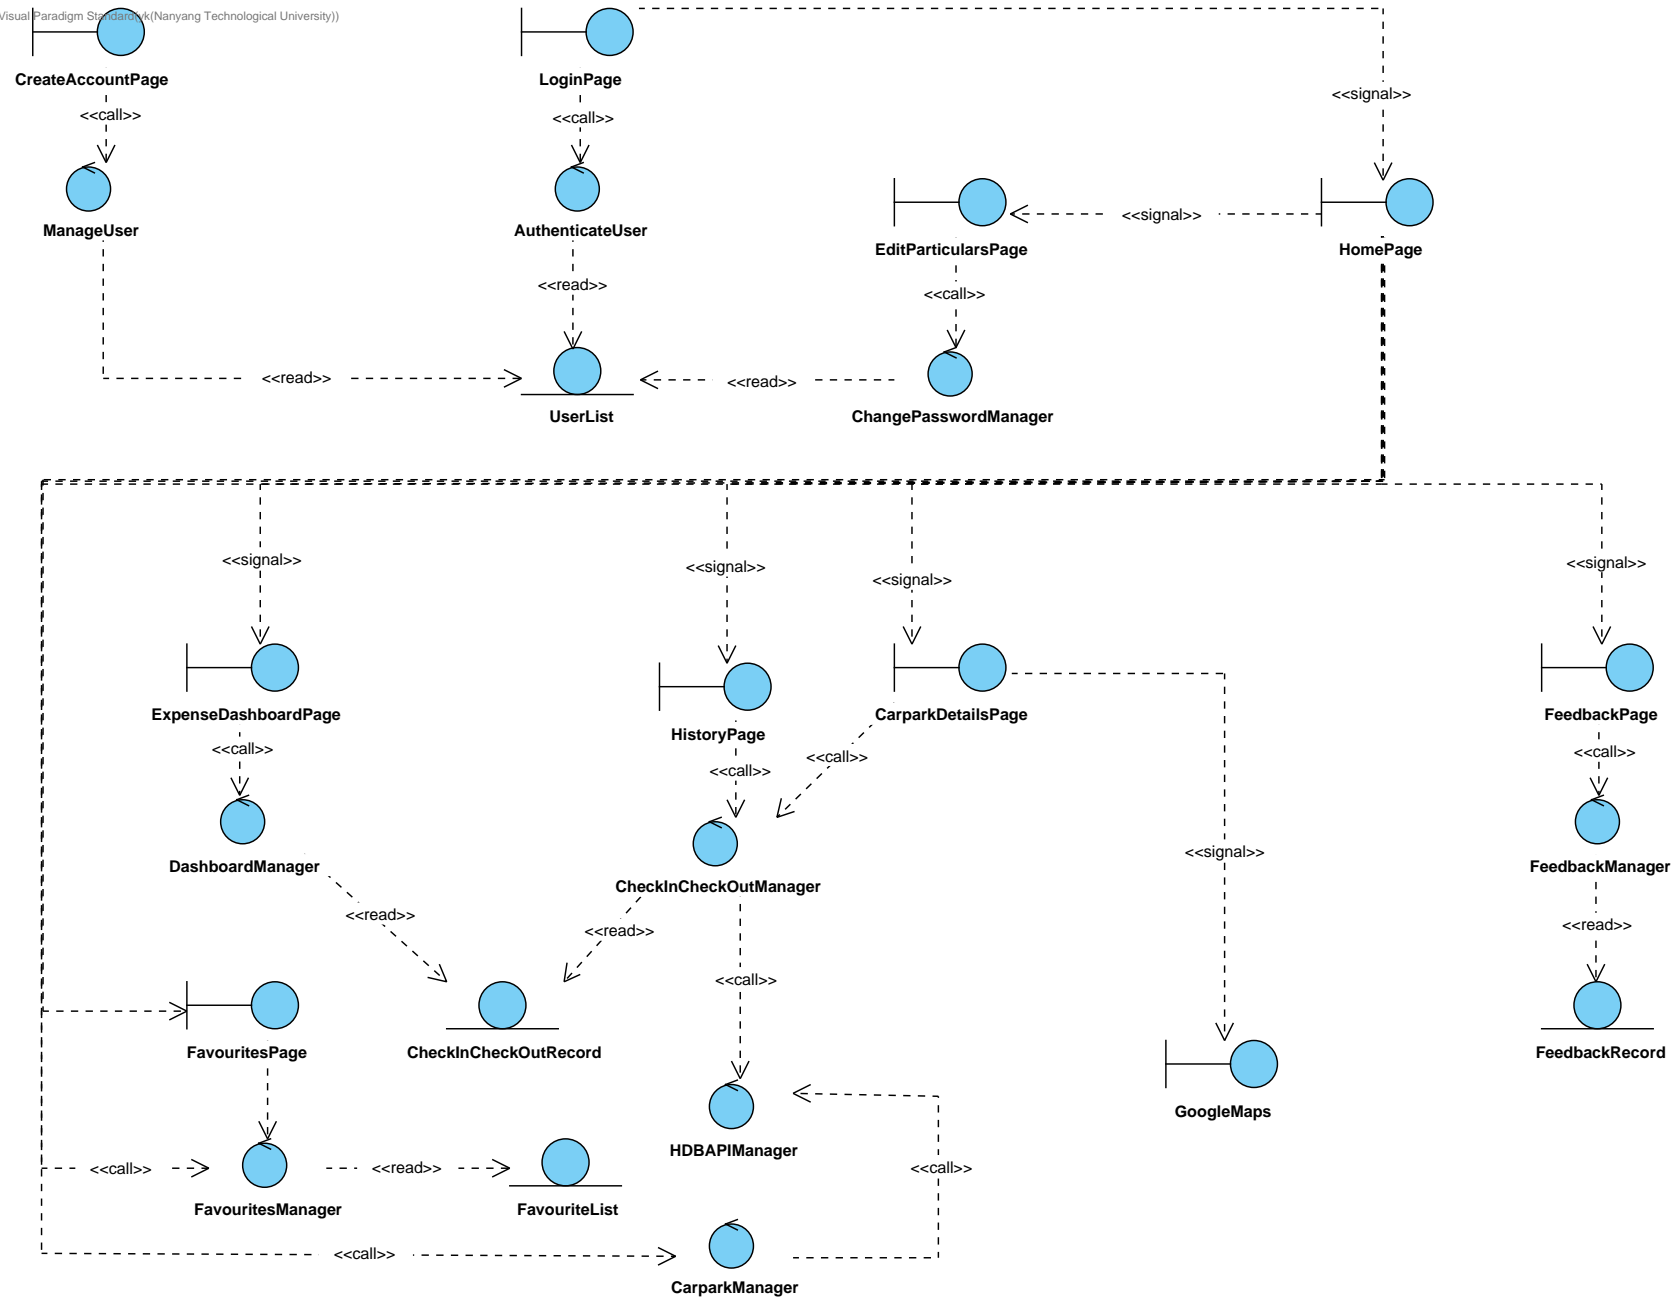 Visual Paradigm Standard(yk(Nanyang Technological University))
CreateAccountPage
LoginPage
<<call>>
<<call>>
<<signal>>
ManageUser
AuthenticateUser
<<signal>>
EditParticularsPage
HomePage
<<read>>
<<call>>
<<read>>
<<read>>
UserList
ChangePasswordManager
<<signal>>
<<signal>>
<<signal>>
<<signal>>
ExpenseDashboardPage
HistoryPage
CarparkDetailsPage
FeedbackPage
<<call>>
<<call>>
<<call>>
<<call>>
DashboardManager
CheckInCheckOutManager
<<signal>>
FeedbackManager
<<read>>
<<read>>
<<read>>
<<call>>
FavouritesPage
CheckInCheckOutRecord
FeedbackRecord
GoogleMaps
HDBAPIManager
<<call>>
<<read>>
<<call>>
FavouritesManager
FavouriteList
<<call>>
CarparkManager